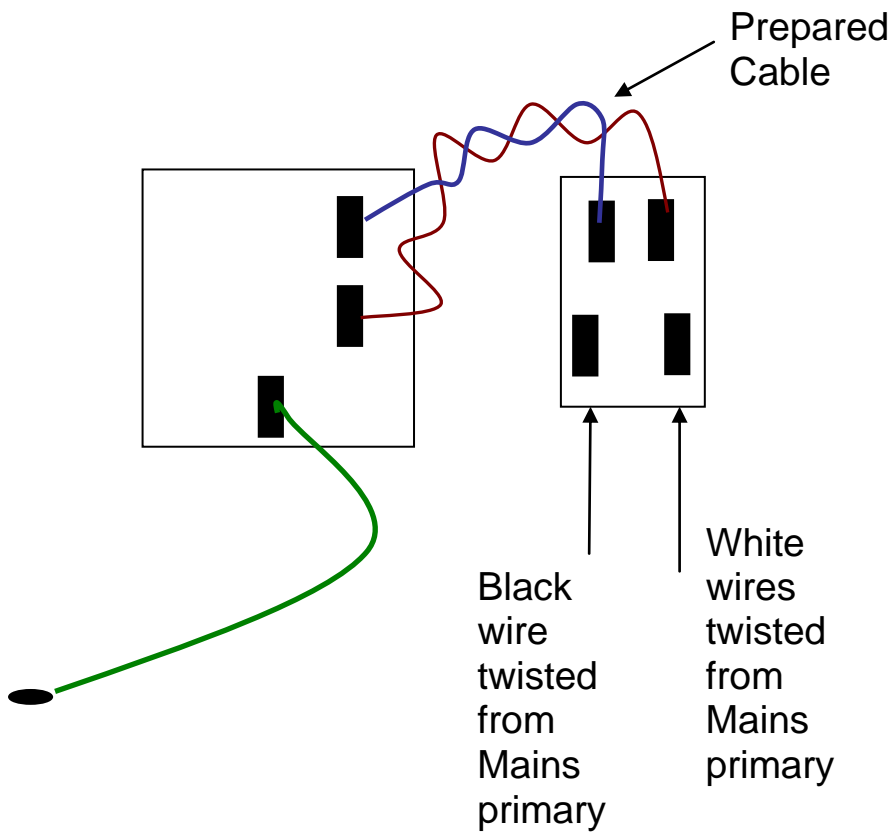 Prepared
Cable
Black
wire
twisted
from
Mains
primary
White
wires
twisted
from
Mains
primary